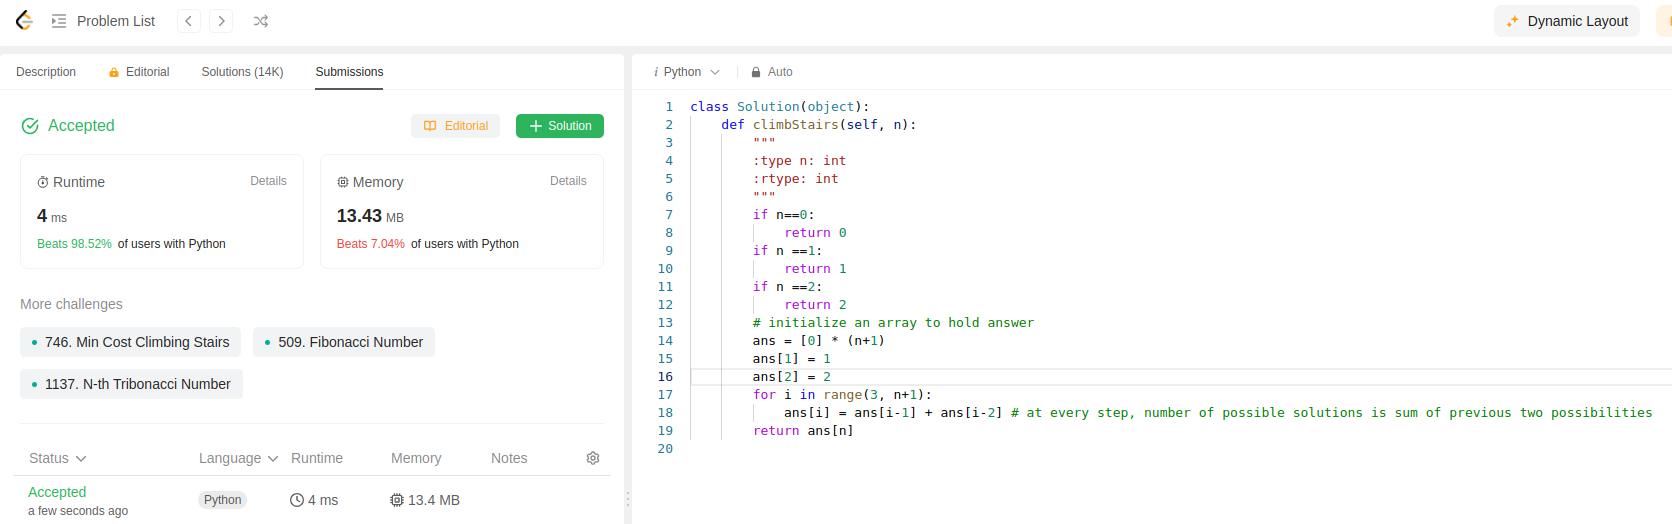 Problem List
Dynamic Layout
Description Editorial Solutions (14K) Submissions
Accepted
Editorial
Solution
Runtime Details
4 ms
Beats 98.52% of users with Python
Memory Details
13.43 MB
Beats 7.04% of users with Python
More challenges
746. Min Cost Climbing Stairs
509. Fibonacci Number
1137. N-th Tribonacci Number
Status Language Runtime Memory Notes
Accepted Python 4 ms 13.4 MB
a few seconds ago
i Python Auto
1 class Solution(object):
2     def climbStairs(self, n):
3         """
4         :type n: int
5         :rtype: int
6         """
7         if n==0:
8             return 0
9         if n ==1:
10             return 1
11         if n ==2:
12             return 2
13         # initialize an array to hold answer
14         ans = [0] * (n+1)
15         ans[1] = 1
16         ans[2] = 2
17         for i in range(3, n+1):
18             ans[i] = ans[i-1] + ans[i-2] # at every step, number of possible solutions is sum of previous two possibilities
19         return ans[n]
20